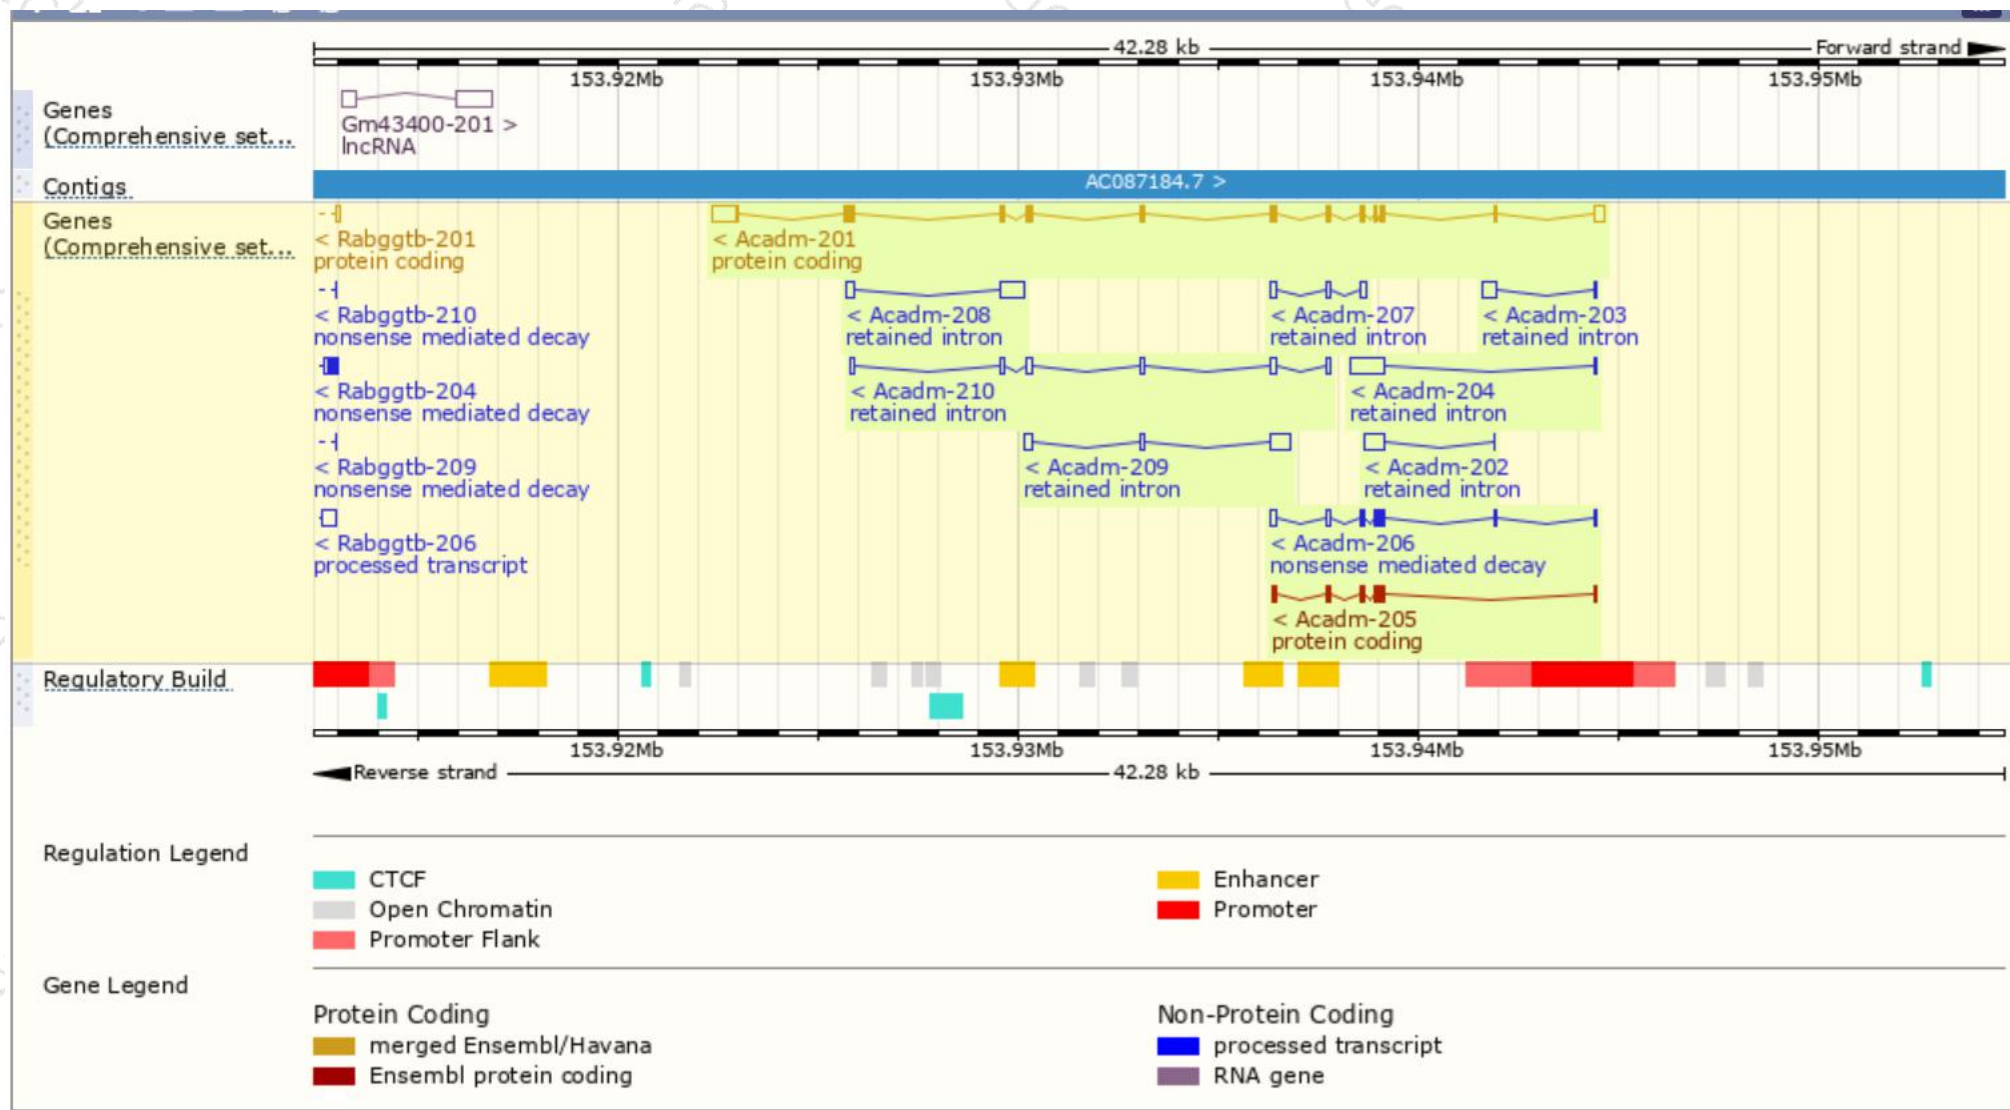 42.28 kb Forward strand
153.92Mb 153.93Mb 153.94Mb 153.95Mb
Genes
(Comprehensive set...
Gm43400-201 >
lncRNA
Contigs
AC087184.7 >
Genes
(Comprehensive set...
< Rabggtb-201 < Acadm-201
protein coding protein coding
< Rabggtb-210 < Acadm-208 < Acadm-207 < Acadm-203
nonsense mediated decay retained intron retained intron retained intron
< Rabggtb-204 < Acadm-210 < Acadm-204
nonsense mediated decay retained intron retained intron
< Rabggtb-209 < Acadm-209 < Acadm-202
nonsense mediated decay retained intron retained intron
< Rabggtb-206 < Acadm-206
processed transcript nonsense mediated decay
< Acadm-205
protein coding
Regulatory Build
153.92Mb 153.93Mb 153.94Mb 153.95Mb
Reverse strand 42.28 kb
Regulation Legend
CTCF Enhancer
Open Chromatin Promoter
Promoter Flank
Gene Legend
Protein Coding Non-Protein Coding
merged Ensembl/Havana processed transcript
Ensembl protein coding RNA gene